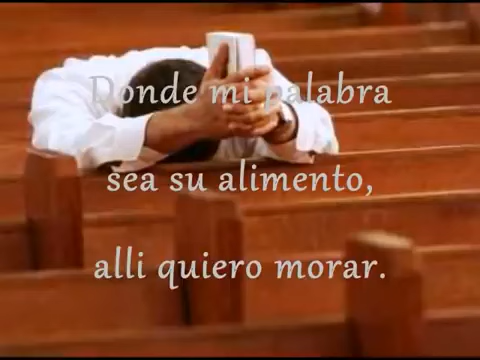 Donde mi palabra
sea su alimento,
alli quiero morar.